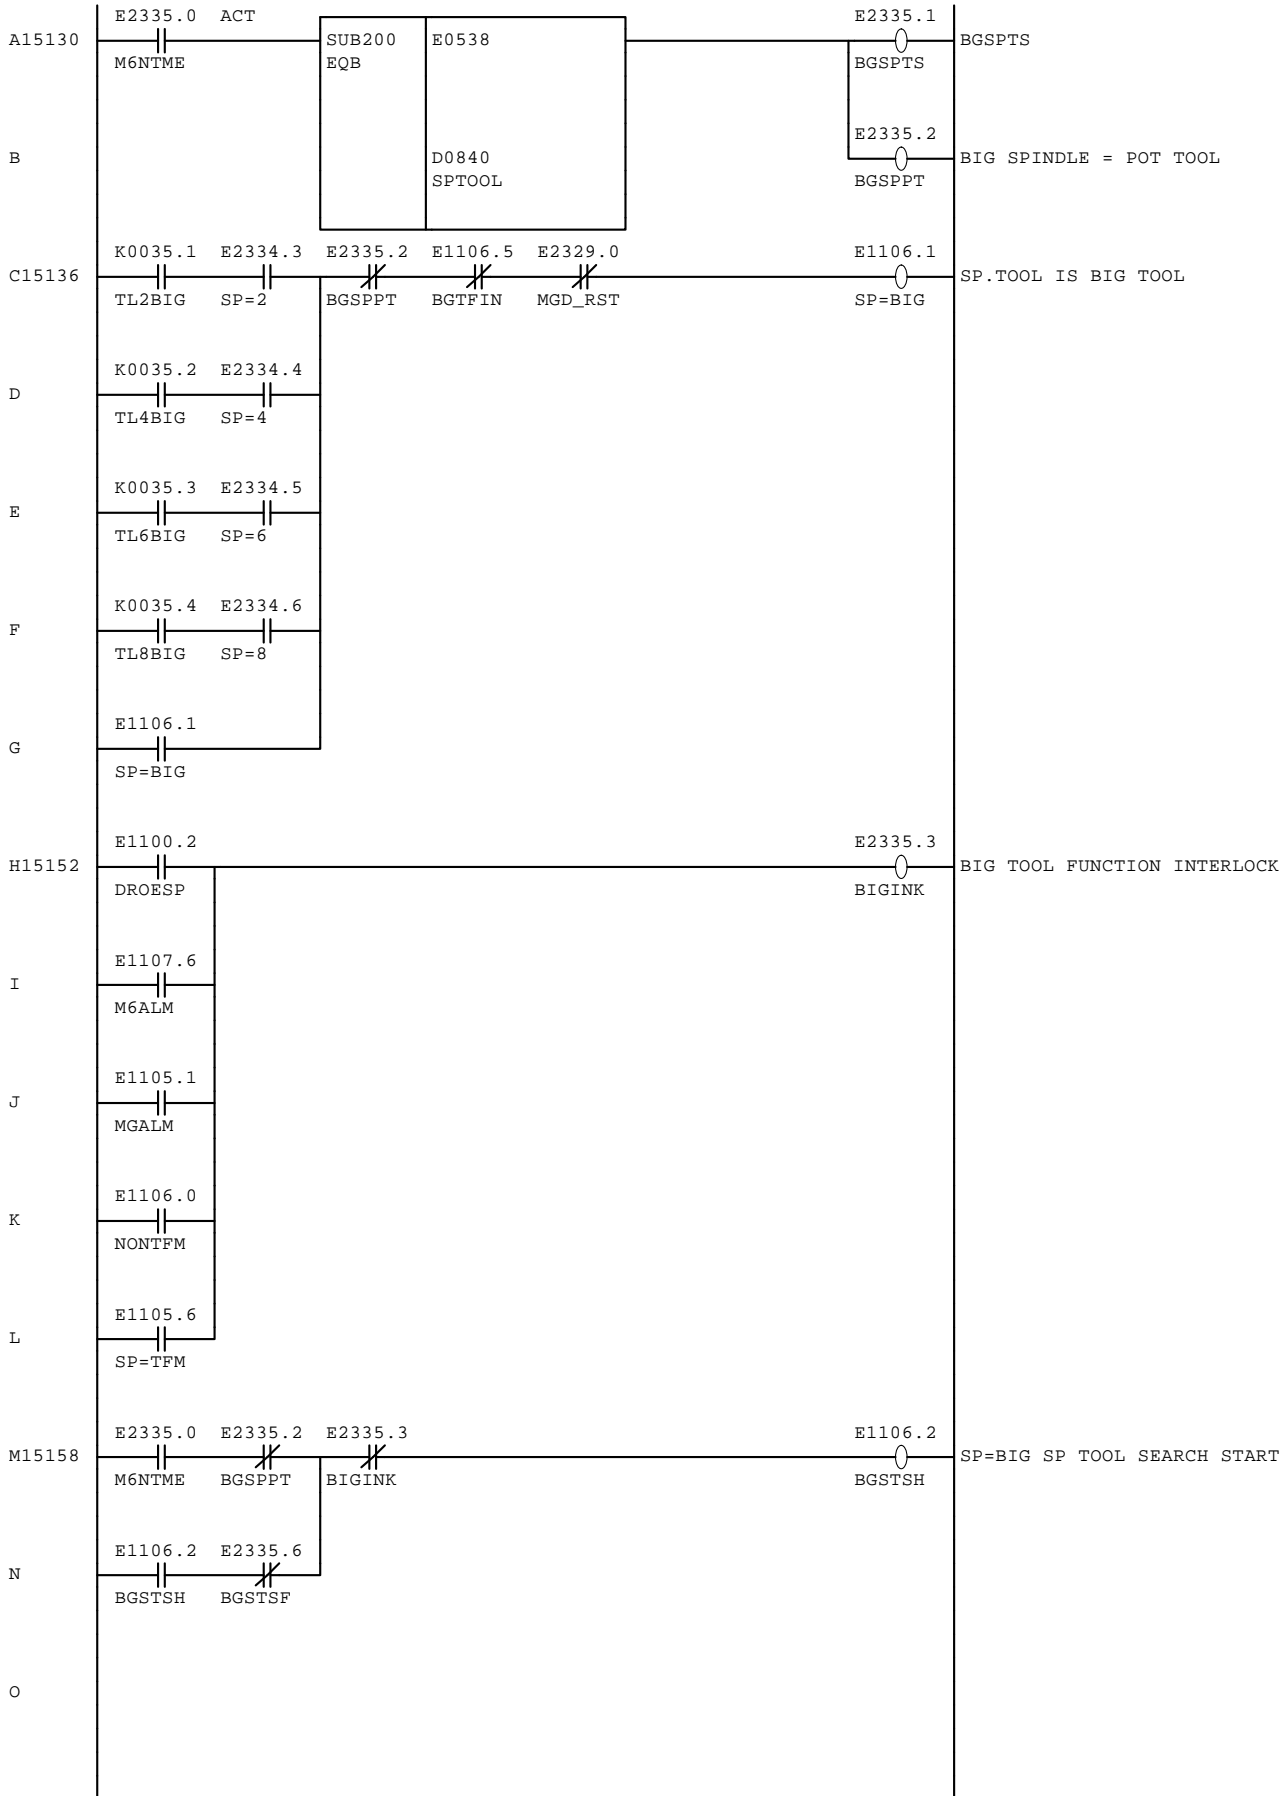 E2335.0 ACT E2335.1
A15130 SUB200 E0538 BGSPTS
M6NTME EQB BGSPTS
E2335.2
B D0840 BIG SPINDLE = POT TOOL
SPTOOL BGSPPT
K0035.1 E2334.3 E2335.2 E1106.5 E2329.0 E1106.1
C15136 SP.TOOL IS BIG TOOL
TL2BIG SP=2 BGSPPT BGTFIN MGD_RST SP=BIG
K0035.2 E2334.4
D
TL4BIG SP=4
K0035.3 E2334.5
E
TL6BIG SP=6
K0035.4 E2334.6
F
TL8BIG SP=8
E1106.1
G
SP=BIG
E1100.2 E2335.3
H15152 BIG TOOL FUNCTION INTERLOCK
DROESP BIGINK
E1107.6
I
M6ALM
E1105.1
J
MGALM
E1106.0
K
NONTFM
E1105.6
L
SP=TFM
E2335.0 E2335.2 E2335.3 E1106.2
M15158 SP=BIG SP TOOL SEARCH START
M6NTME BGSPPT BIGINK BGSTSH
E1106.2 E2335.6
N
BGSTSH BGSTSF
O